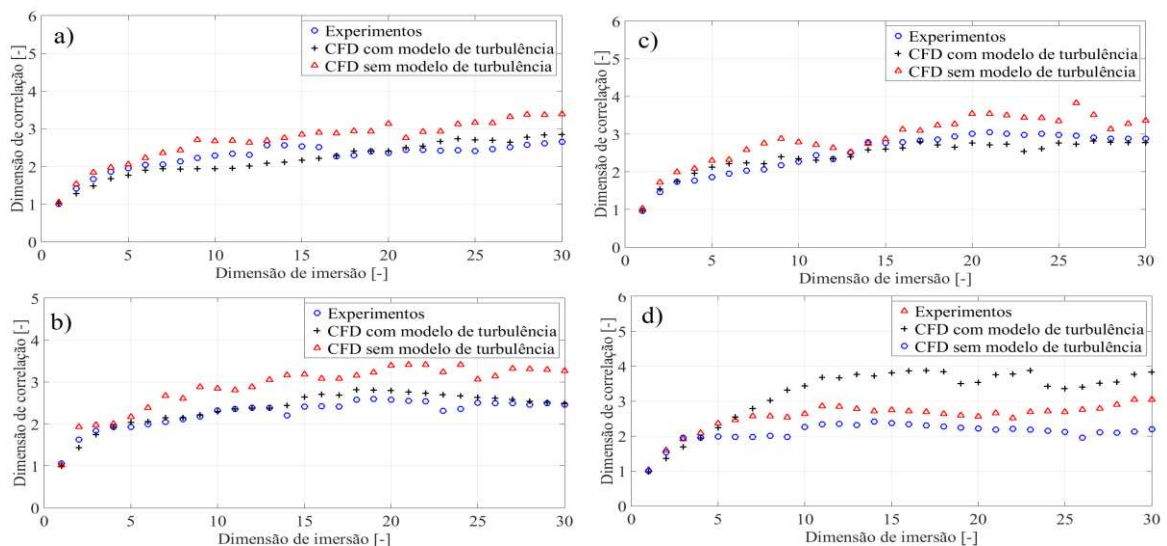 a)
Experimentos
CFD com modelo de turbulência
CFD sem modelo de turbulência
Dimensão de correlação [-]
6
5
4
3
2
1
0
0 5 10 15 20 25 30
Dimensão de imersão [-]
c)
Experimentos
CFD com modelo de turbulência
CFD sem modelo de turbulência
Dimensão de correlação [-]
6
5
4
3
2
1
0
0 5 10 15 20 25 30
Dimensão de imersão [-]
b)
Experimentos
CFD com modelo de turbulência
CFD sem modelo de turbulência
Dimensão de correlação [-]
5
4
3
2
1
0
0 5 10 15 20 25 30
Dimensão de imersão [-]
d)
Experimentos
CFD com modelo de turbulência
CFD sem modelo de turbulência
Dimensão de correlação [-]
6
5
4
3
2
1
0
0 5 10 15 20 25 30
Dimensão de imersão [-]